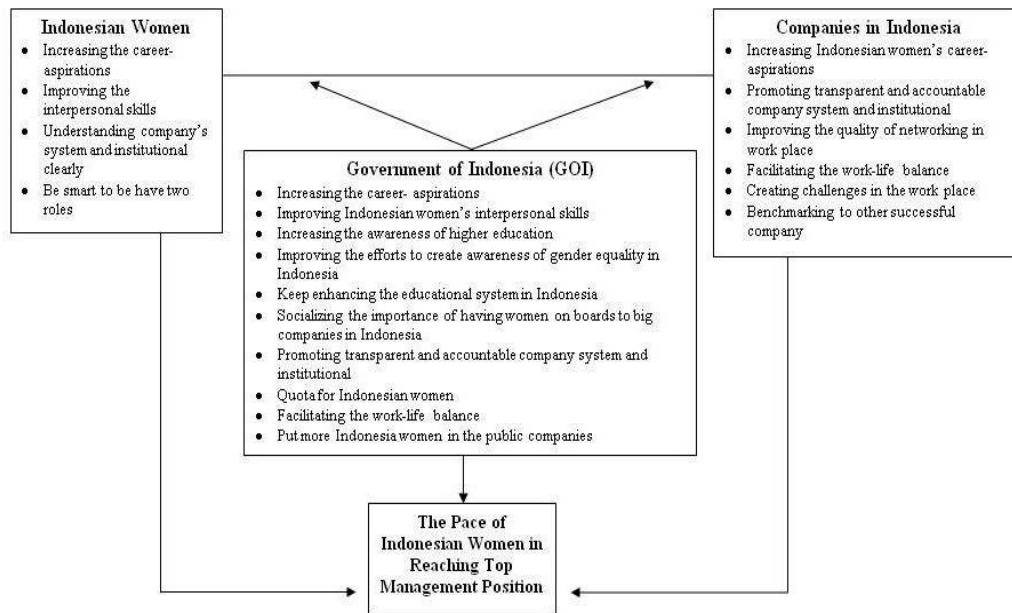 Indonesian Women
● Increasing the career-
aspirations
● Improving the
interpersonal skills
● Understanding company's
system and institutional
clearly
● Be smart to be have two
roles
Companies in Indonesia
● Increasing Indonesian women's career-
aspirations
● Promoting transparent and accountable
company system and institutional
● Improving the quality of networking in
work place
● Facilitating the work-life balance
● Creating challenges in the work place
● Benchmarking to other successful
company
Government of Indonesia (GOI)
● Increasing the career- aspirations
● Improving Indonesian women's interpersonal skills
● Increasing the awareness of higher education
● Improving the efforts to create awareness of gender equality in
Indonesia
● Keep enhancing the educational system in Indonesia
● Socializing the importance of having women on boards to big
companies in Indonesia
● Promoting transparent and accountable company system and
institutional
● Quota for Indonesian women
● Facilitating the work-life balance
● Put more Indonesia women in the public companies
The Pace of
Indonesian Women in
Reaching Top
Management Position